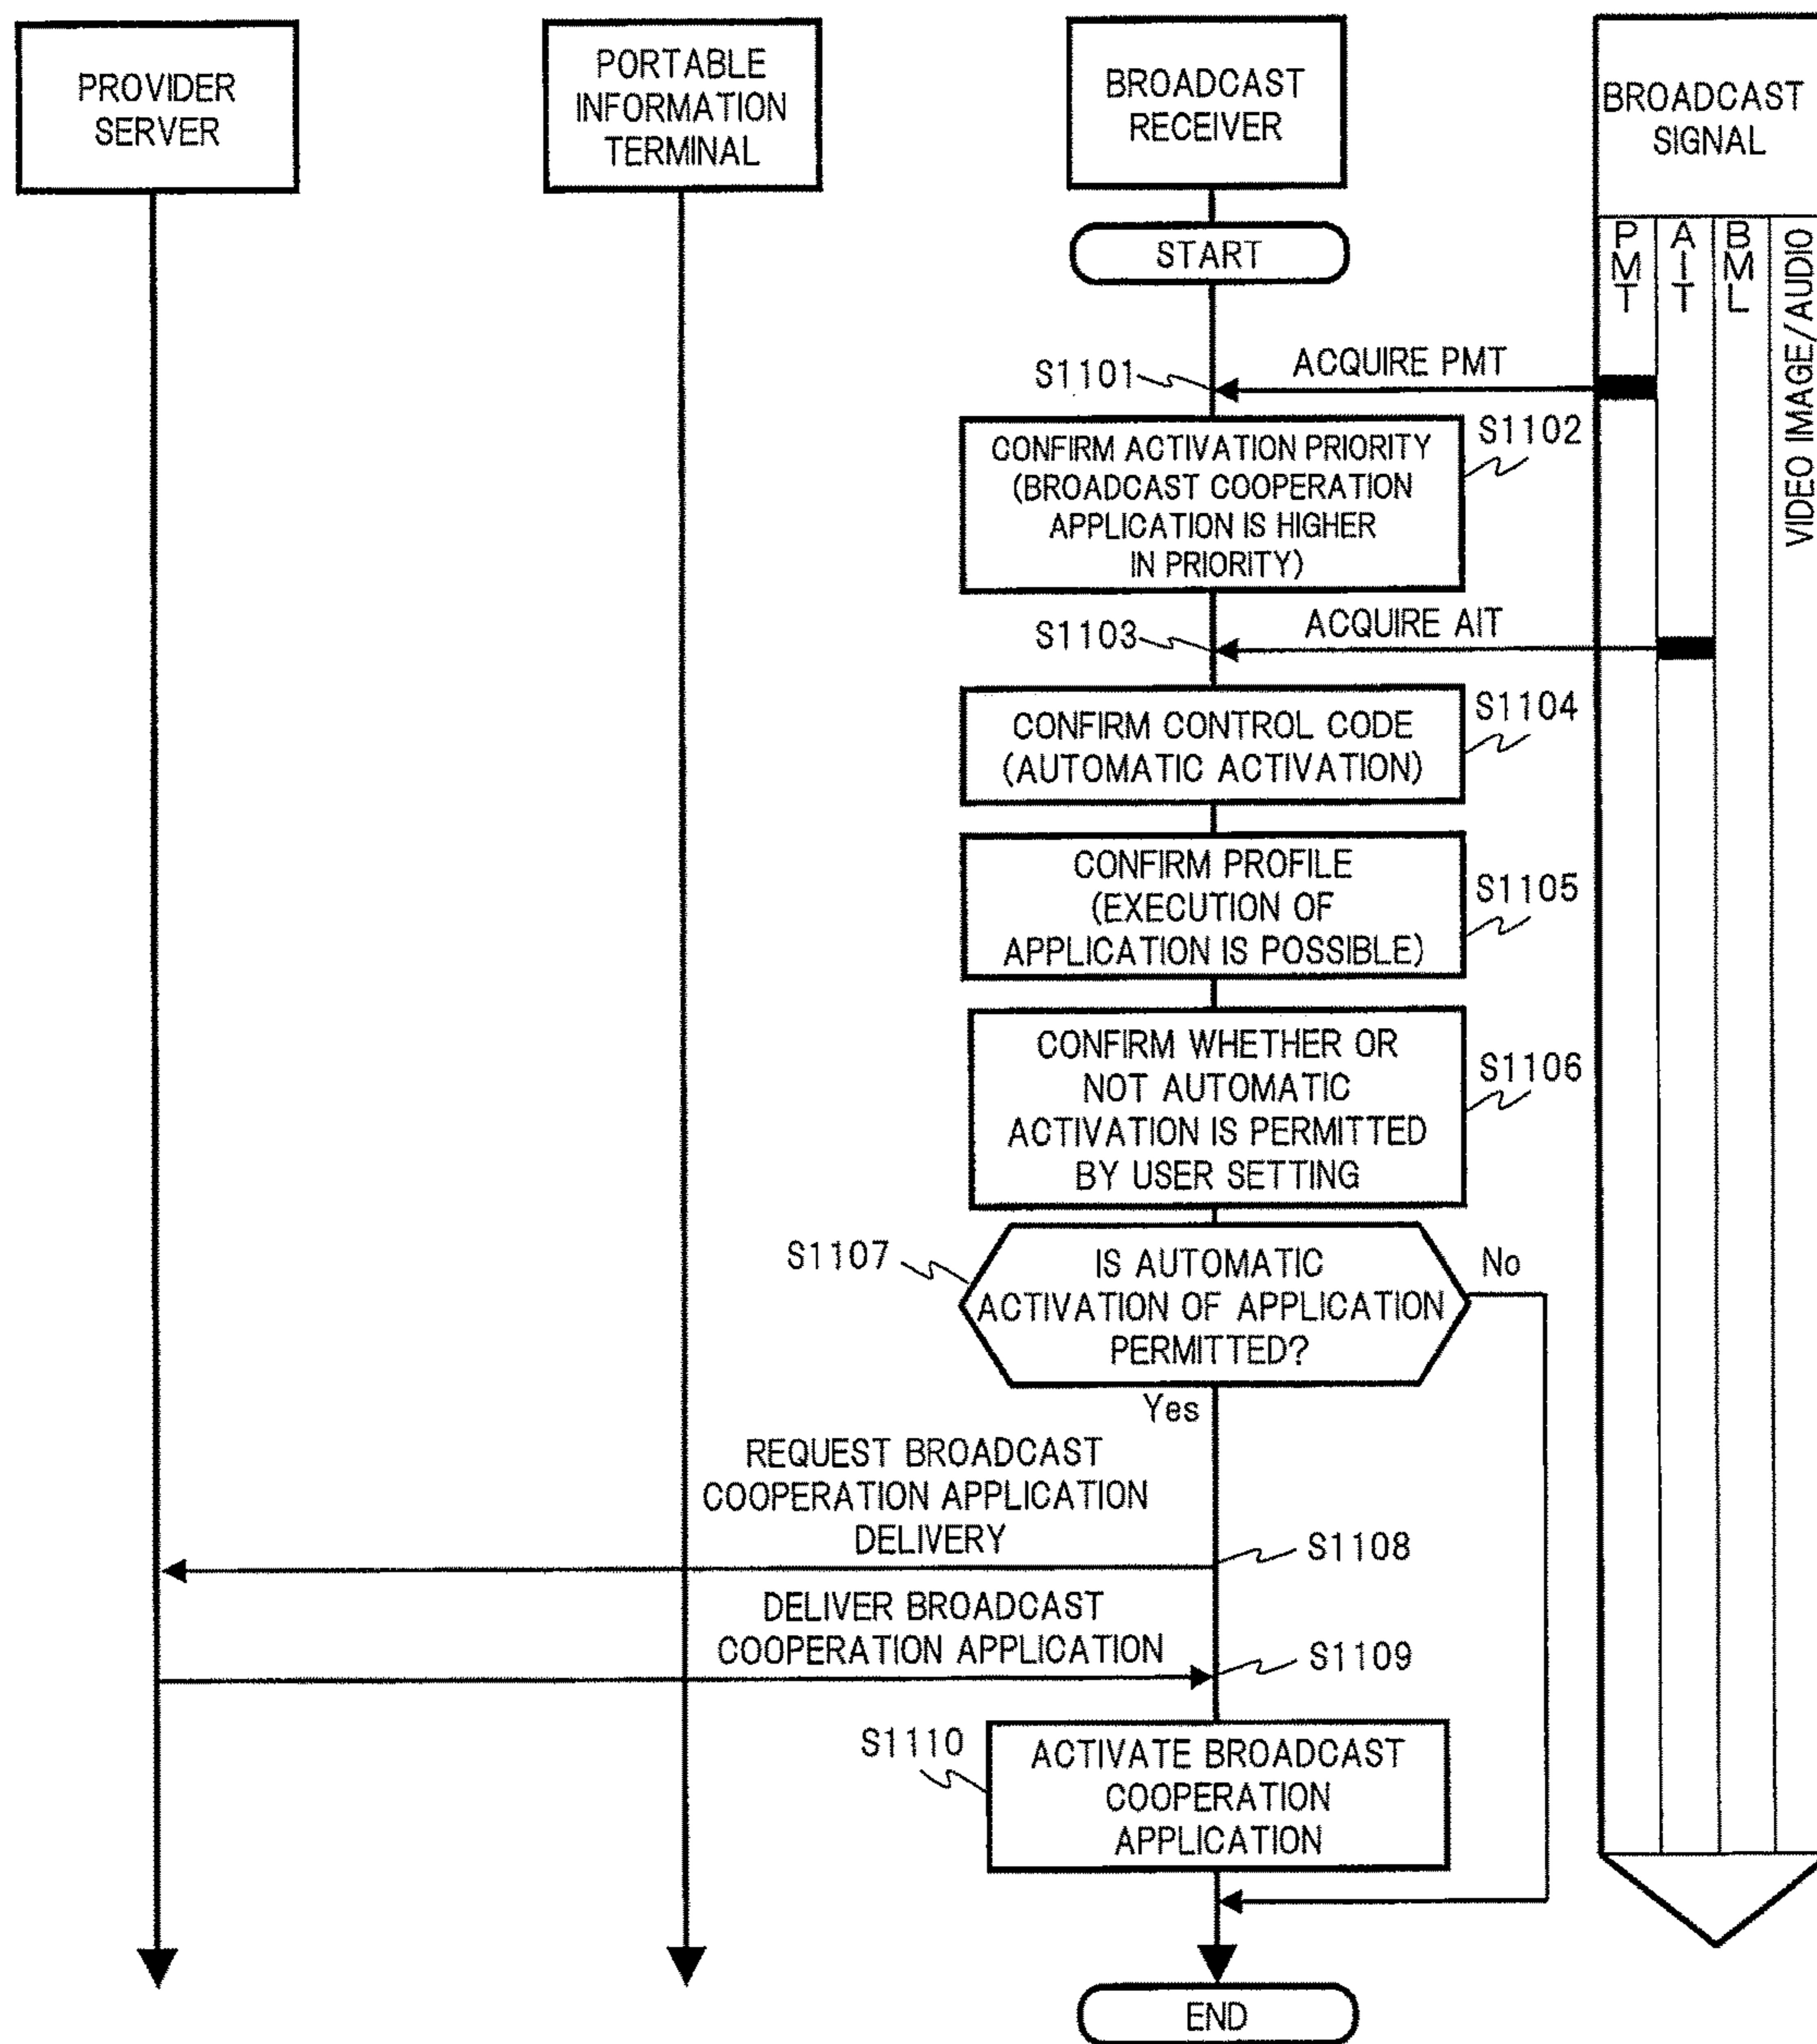 PROVIDER
SERVER
PORTABLE
INFORMATION
TERMINAL
BROADCAST
RECEIVER
BROADCAST
SIGNAL
START
PMT
AIT
BML
VIDEO IMAGE/AUDIO
S1101
ACQUIRE PMT
CONFIRM ACTIVATION PRIORITY
(BROADCAST COOPERATION
APPLICATION IS HIGHER
IN PRIORITY)
S1102
S1103
ACQUIRE AIT
CONFIRM CONTROL CODE
(AUTOMATIC ACTIVATION)
S1104
CONFIRM PROFILE
(EXECUTION OF
APPLICATION IS POSSIBLE)
S1105
CONFIRM WHETHER OR
NOT AUTOMATIC
ACTIVATION IS PERMITTED
BY USER SETTING
S1106
S1107
IS AUTOMATIC
ACTIVATION OF APPLICATION
PERMITTED?
No
Yes
REQUEST BROADCAST
COOPERATION APPLICATION
DELIVERY
S1108
DELIVER BROADCAST
COOPERATION APPLICATION
S1109
S1110
ACTIVATE BROADCAST
COOPERATION
APPLICATION
END